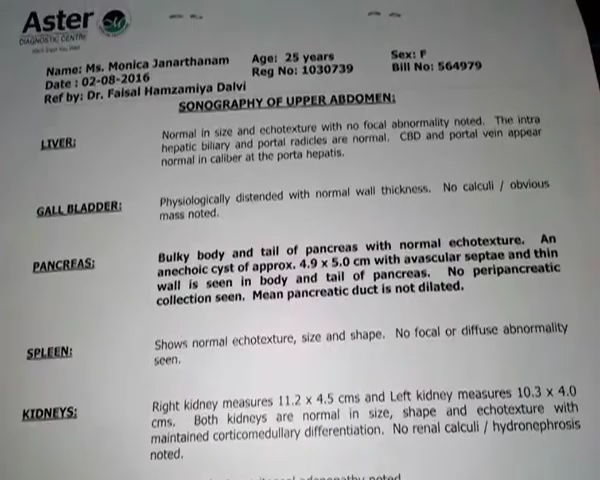 Aster
DIAGNOSTIC CENTRE
Name: Ms. Monica Janarthanam Age: 25 years Sex: F
Date : 02-08-2016 Reg No: 1030739 Bill No: 564979
Ref by: Dr. Faisal Hamzamiya Dalvi
SONOGRAPHY OF UPPER ABDOMEN:
LIVER: Normal in size and echotexture with no focal abnormality noted. The intra
hepatic biliary and portal radicles are normal. CBD and portal vein appear
normal in caliber at the porta hepatis.
GALL BLADDER: Physiologically distended with normal wall thickness. No calculi / obvious
mass noted.
PANCREAS: Bulky body and tail of pancreas with normal echotexture. An
anechoic cyst of approx. 4.9 x 5.0 cm with avascular septae and thin
wall is seen in body and tail of pancreas. No peripancreatic
collection seen. Mean pancreatic duct is not dilated.
SPLEEN: Shows normal echotexture, size and shape. No focal or diffuse abnormality
seen.
KIDNEYS: Right kidney measures 11.2 x 4.5 cms and Left kidney measures 10.3 x 4.0
cms. Both kidneys are normal in size, shape and echotexture with
maintained corticomedullary differentiation. No renal calculi / hydronephrosis
noted.
noted